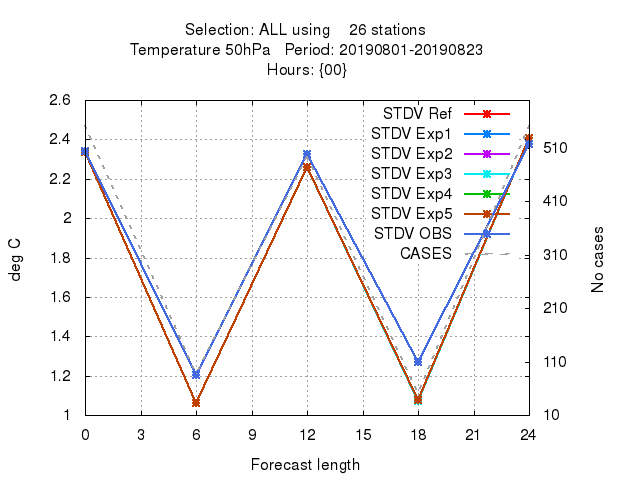 Selection: ALL using 26 stations
Temperature 50hPa Period: 20190801-20190823
Hours: {00}
STDV Ref
STDV Exp1
STDV Exp2
STDV Exp3
STDV Exp4
STDV Exp5
STDV OBS
CASES
deg C
2.6
2.4
2.2
2
1.8
1.6
1.4
1.2
1
510
410
310
210
110
10
No cases
0 3 6 9 12 15 18 21 24
Forecast length